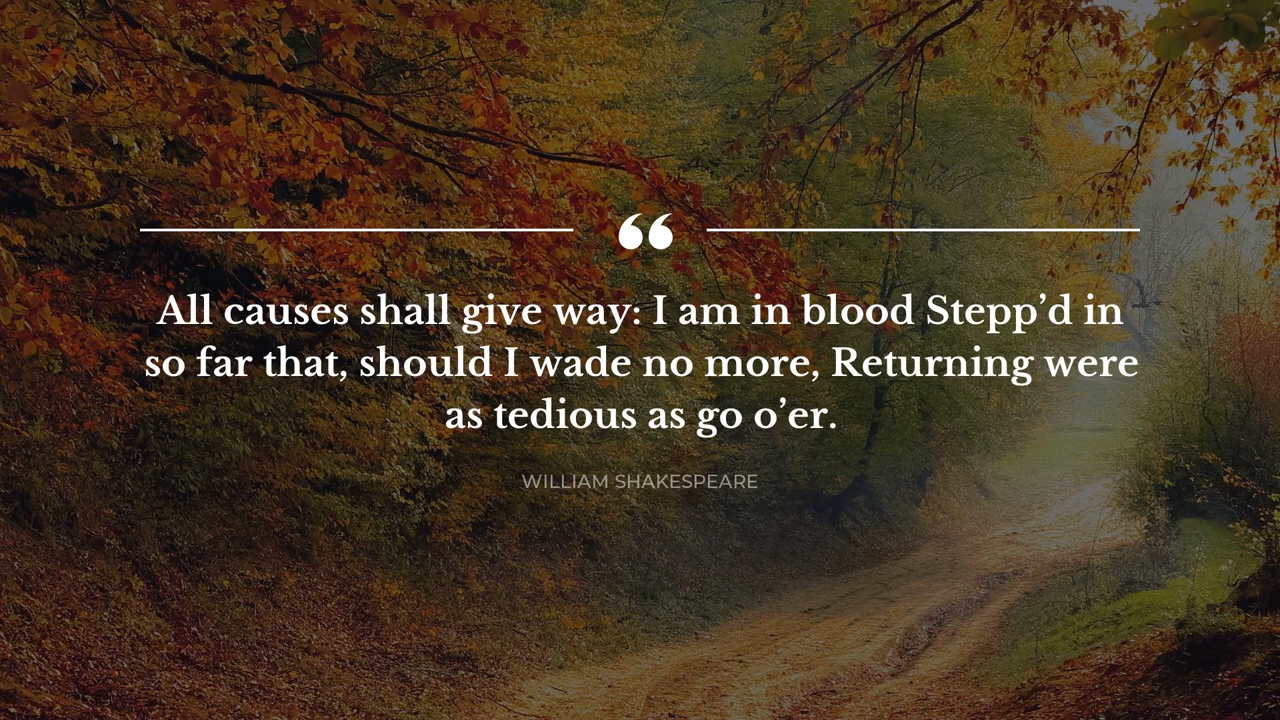 “
All causes shall give way: I am in blood Stepp’d in
so far that, should I wade no more, Returning were
as tedious as go o’er.
WILLIAM SHAKESPEARE